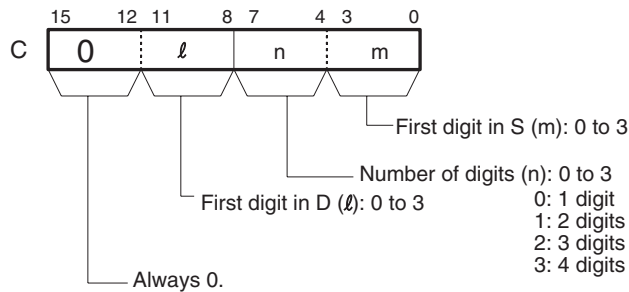 15 12 11 8 7 4 3 0
C 0 ℓ n m
First digit in S (m): 0 to 3
Number of digits (n): 0 to 3
First digit in D (ℓ): 0 to 3
0: 1 digit
1: 2 digits
2: 3 digits
3: 4 digits
Always 0.